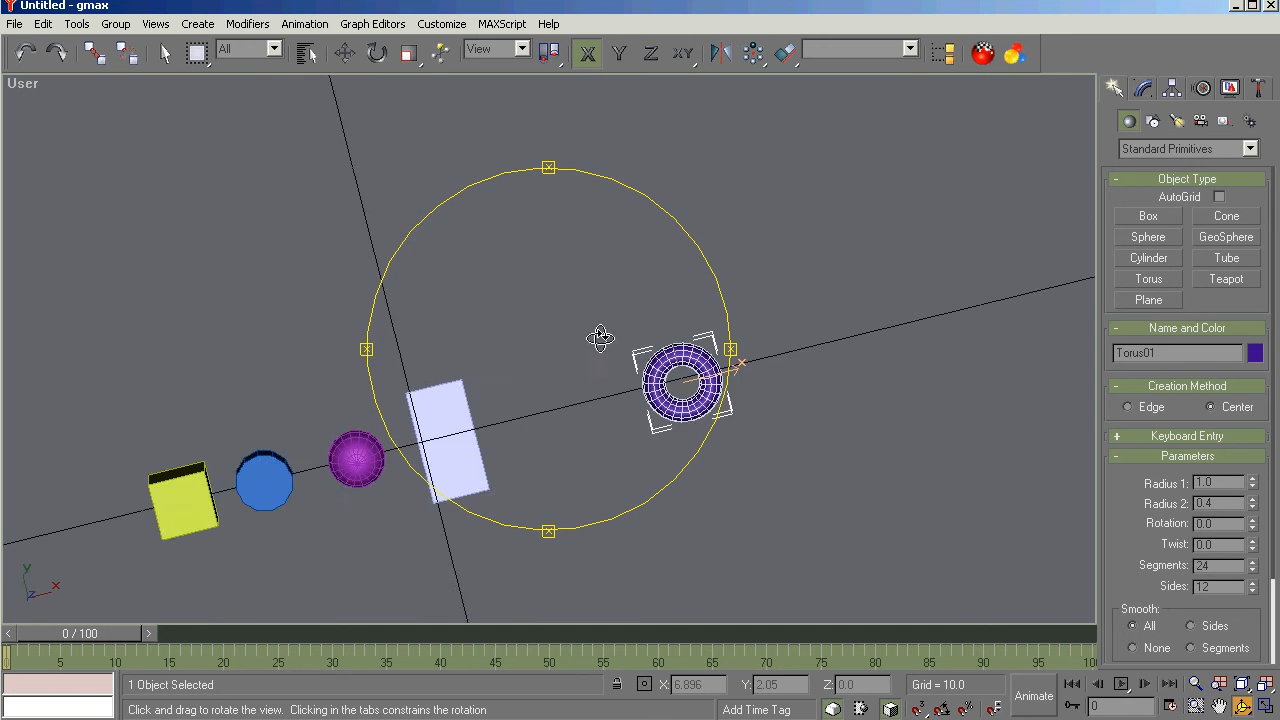 Untitled - gmax
File Edit Tools Group Views Create Modifiers Animation Graph Editors Customize MAXScript Help
All View X Y Z XY
User
Standard Primitives
Object Type
AutoGrid
Box Cone
Sphere GeoSphere
Cylinder Tube
Torus Teapot
Plane
Name and Color
Torus01
Creation Method
Edge Center
+ Keyboard Entry
- Parameters
Radius 1: 1.0
Radius 2: 0.4
Rotation: 0.0
Twist: 0.0
Segments: 24
Sides: 12
Smooth:
All Sides
None Segments
y
z x
x
< 0 / 100 >
5 10 15 20 25 30 35 40 45 50 55 60 65 70 75 80 85 90 95 100
1 Object Selected X: 6.896 Y: 2.05 Z: 0.0 Grid = 10.0 Animate
Click and drag to rotate the view. Clicking in the tabs constrains the rotation Add Time Tag 0